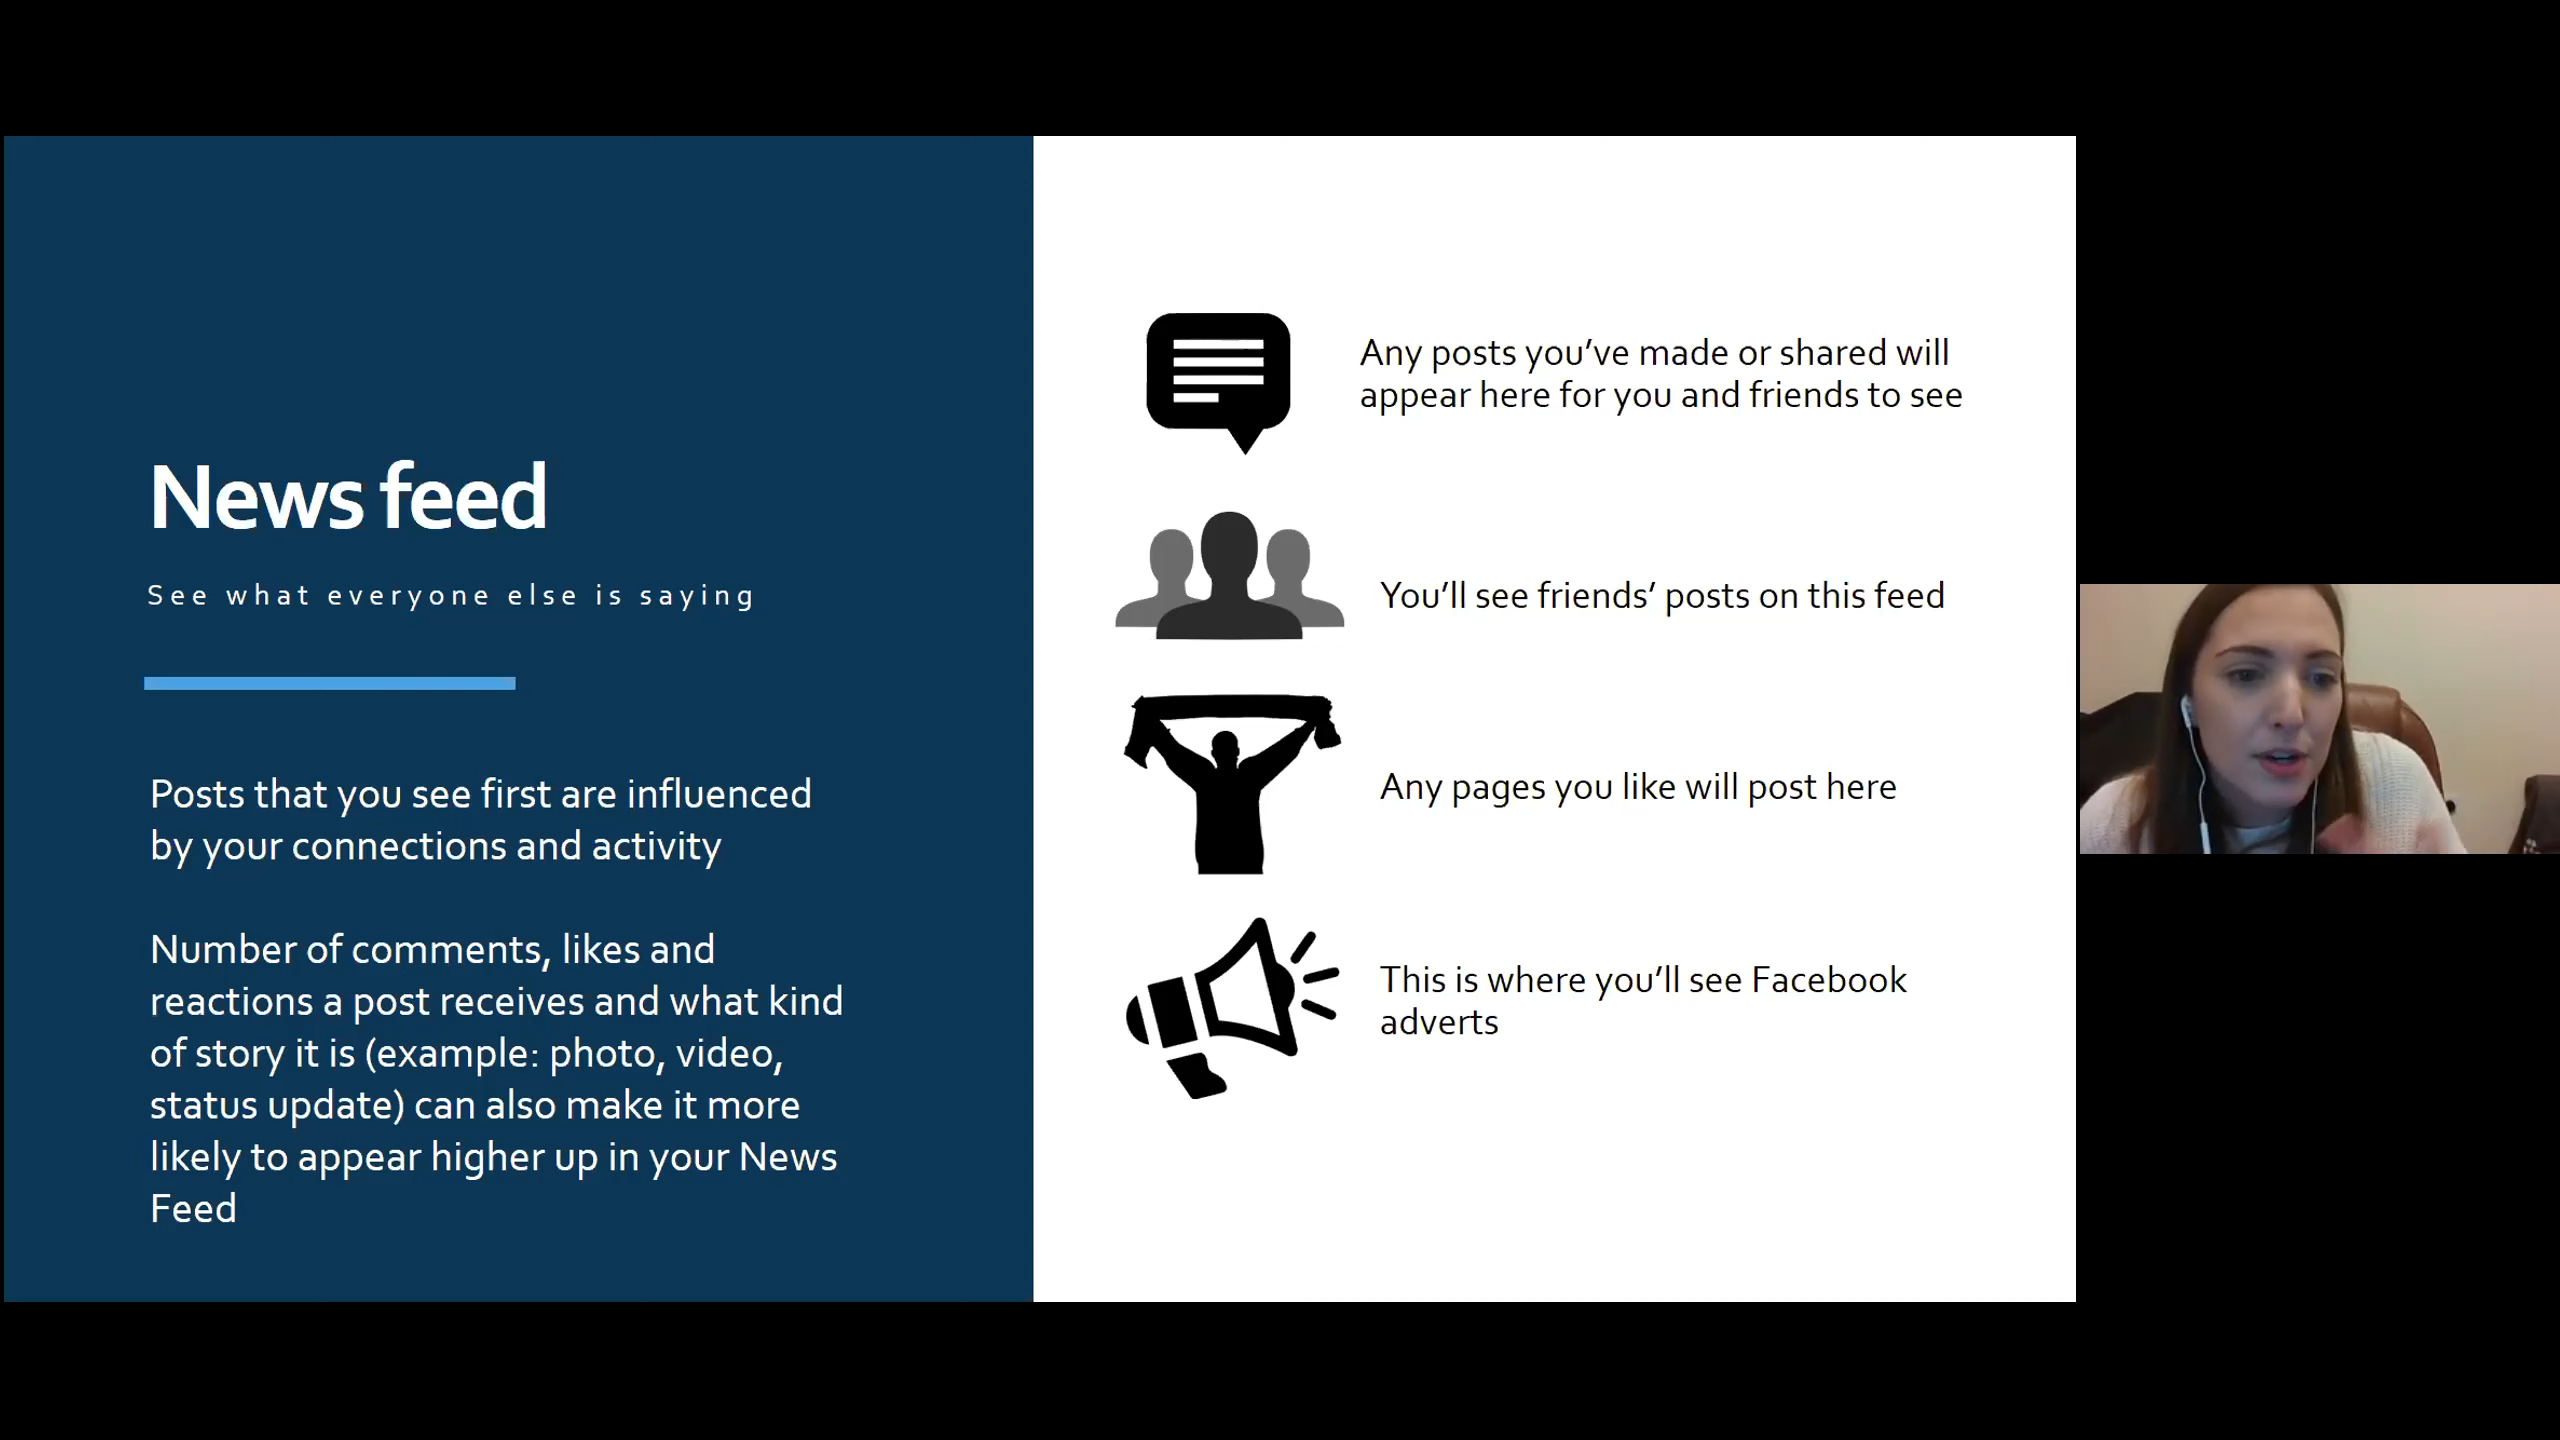 News feed
See what everyone else is saying
Posts that you see first are influenced
by your connections and activity
Number of comments, likes and
reactions a post receives and what kind
of story it is (example: photo, video,
status update) can also make it more
likely to appear higher up in your News
Feed
Any posts you’ve made or shared will
appear here for you and friends to see
You’ll see friends’ posts on this feed
Any pages you like will post here
This is where you’ll see Facebook
adverts